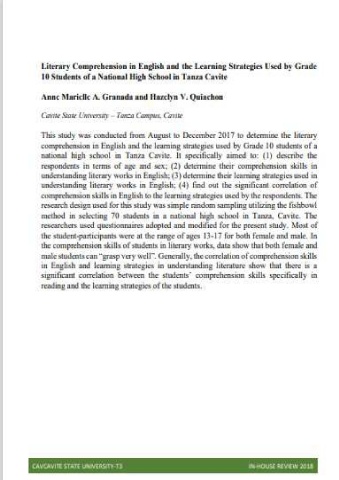 Literary Comprehension in English and the Learning Strategies Used by Grade
10 Students of a National High School in Tanza Cavite
Anne Marielle A. Granada and Hazelyn V. Quiachon
Cavite State University – Tanza Campus, Cavite
This study was conducted from August to December 2017 to determine the literary
comprehension in English and the learning strategies used by Grade 10 students of a
national high school in Tanza Cavite. It specifically aimed to: (1) describe the
respondents in terms of age and sex; (2) determine their comprehension skills in
understanding literary works in English; (3) determine their learning strategies used in
understanding literary works in English; (4) find out the significant correlation of
comprehension skills in English to the learning strategies used by the respondents. The
research design used for this study was simple random sampling utilizing the fishbowl
method in selecting 70 students in a national high school in Tanza, Cavite. The
researchers used questionnaires adopted and modified for the present study. Most of
the student-participants were at the range of ages 13-17 for both female and male. In
the comprehension skills of students in literary works, data show that both female and
male students can “grasp very well”. Generally, the correlation of comprehension skills
in English and learning strategies in understanding literature show that there is a
significant correlation between the students’ comprehension skills specifically in
reading and the learning strategies of the students.
CAVCAVITE STATE UNIVERSITY-T3 IN-HOUSE REVIEW 2018